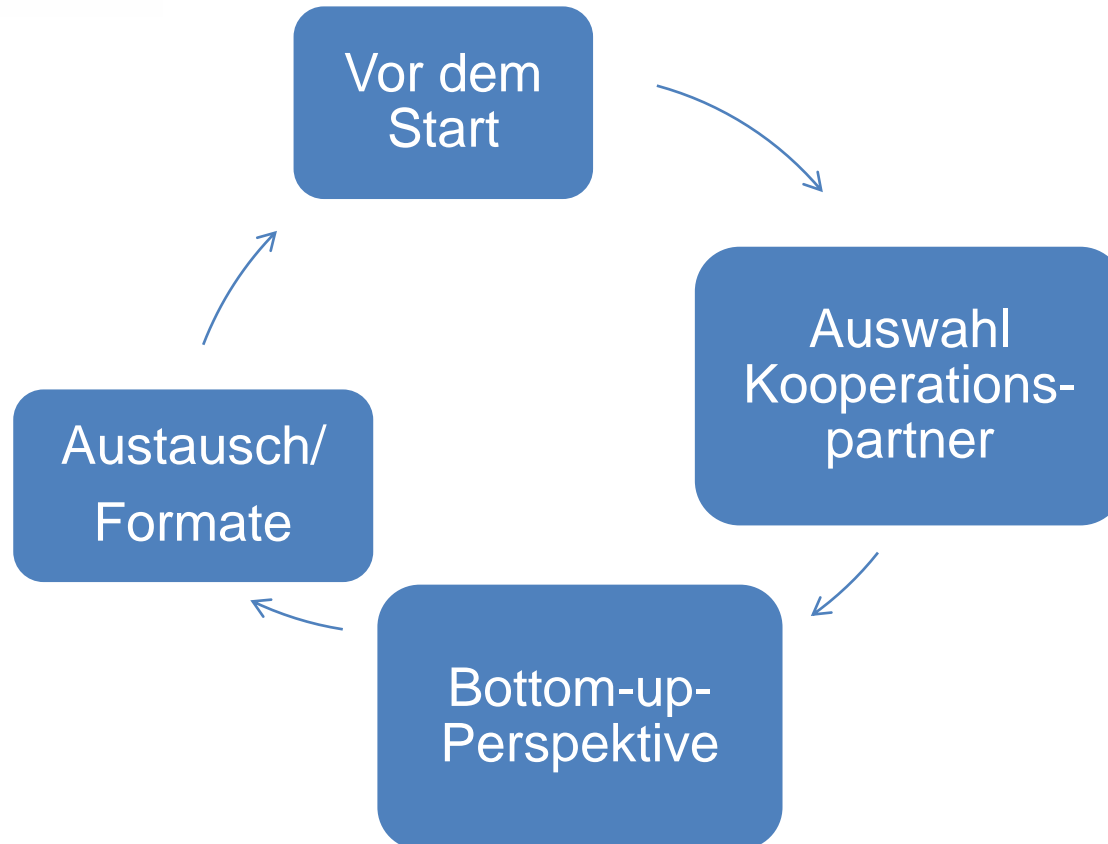 Vor dem
Start
Auswahl
Kooperations-
partner
Bottom-up-
Perspektive
Austausch/
Formate